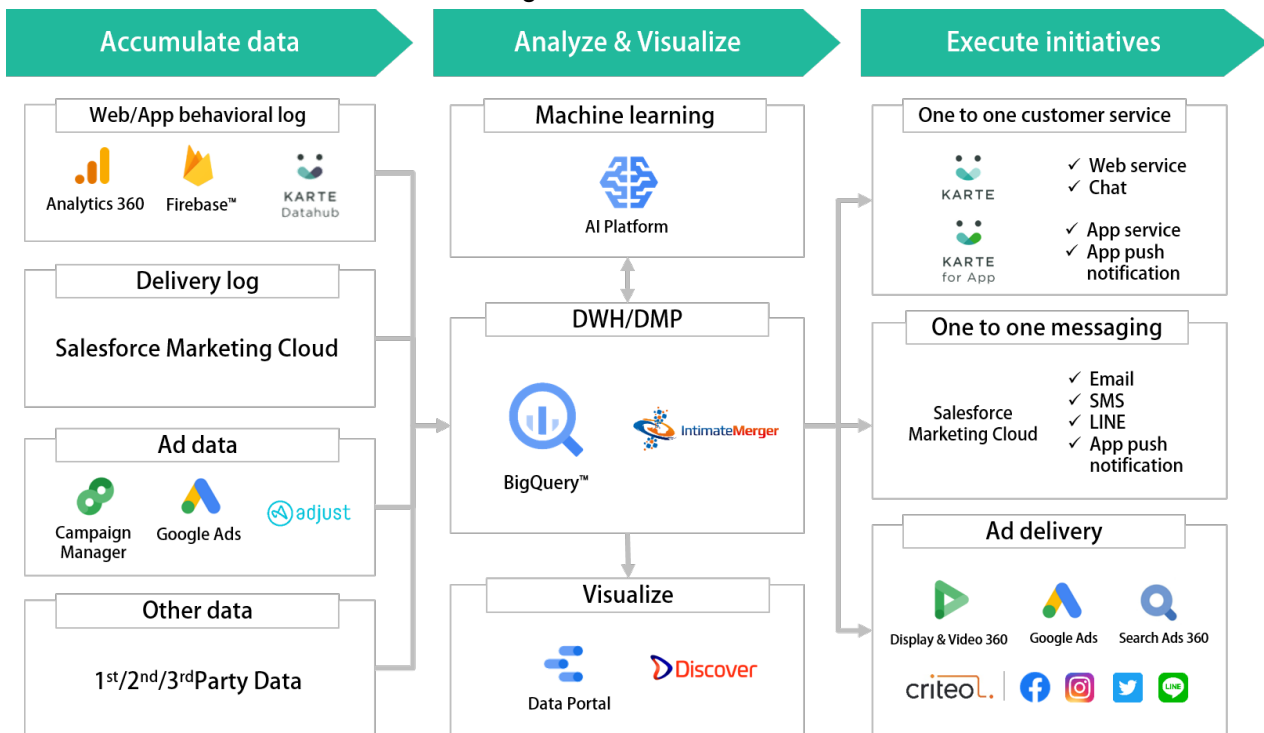 Accumulate data
Analyze & Visualize
Execute initiatives
Web/App behavioral log
Analytics 360
Firebase™
KARTE
Datahub
Delivery log
Salesforce Marketing Cloud
Ad data
Campaign
Manager
Google Ads
adjust
Other data
1st/2nd/3rdParty Data
Machine learning
AI Platform
DWH/DMP
BigQuery™
IntimateMerger
Visualize
Data Portal
Discover
One to one customer service
KARTE
✓ Web service
✓ Chat
KARTE
for App
✓ App service
✓ App push
notification
One to one messaging
Salesforce
Marketing Cloud
✓ Email
✓ SMS
✓ LINE
✓ App push
notification
Ad delivery
Display & Video 360
Google Ads
Search Ads 360
criteo
LINE